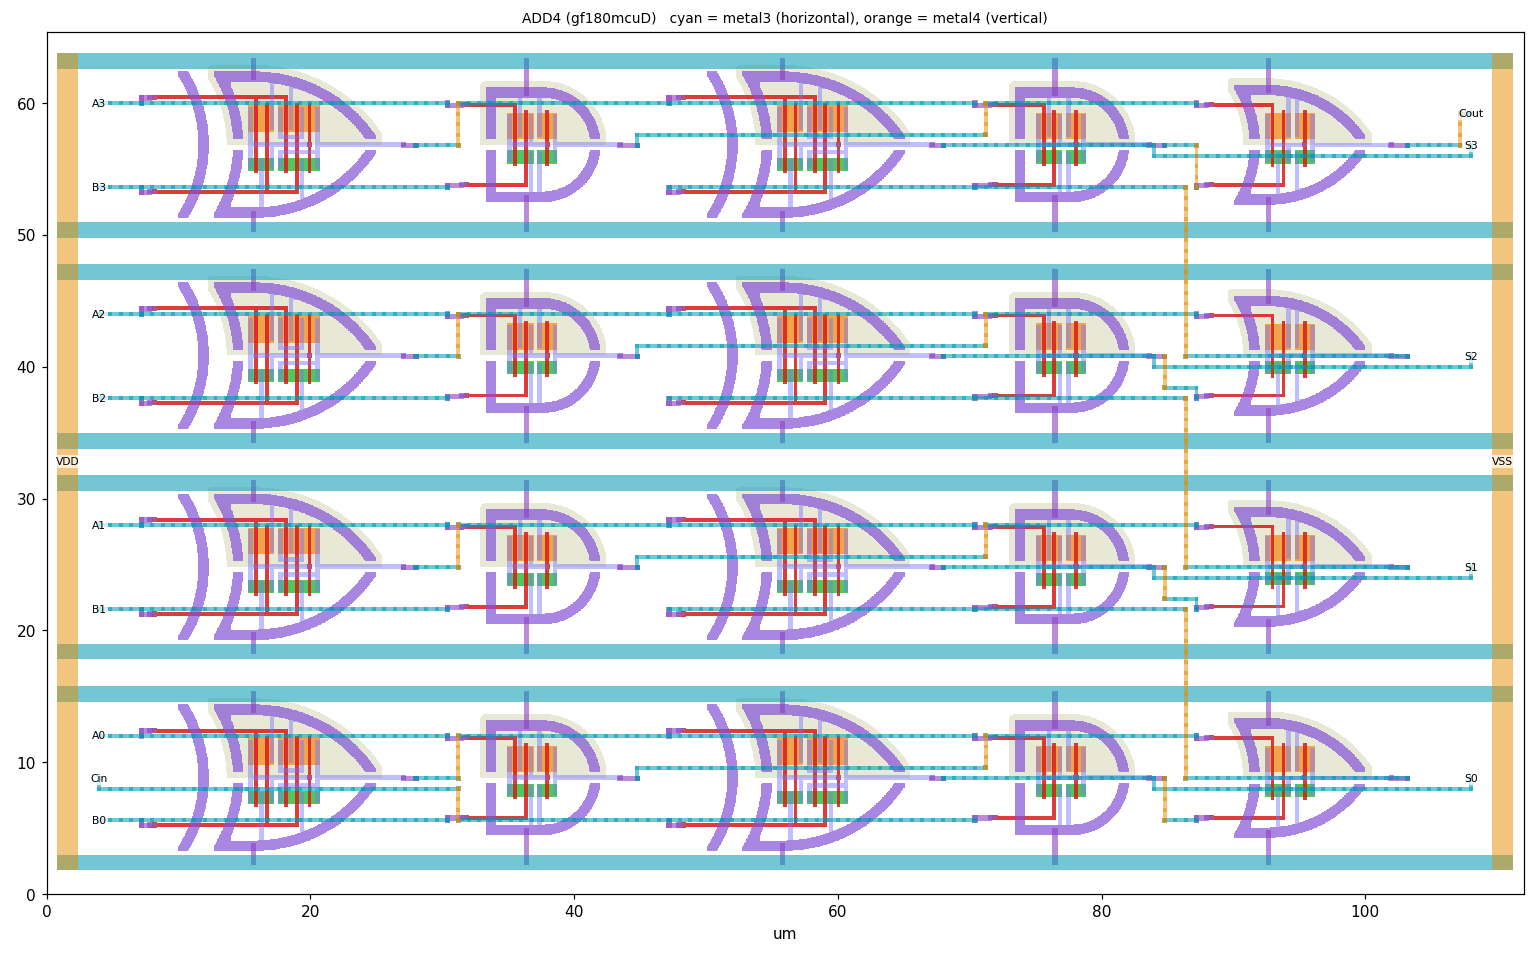 ADD4 (gf180mcuD) cyan = metal3 (horizontal), orange = metal4 (vertical)
60
A3
Cout
S3
B3
50
40
A2
S2
B2
VDD
VSS
30
A1
S1
B1
20
10
A0
Cin
S0
B0
0
0 20 40 60 80 100
um